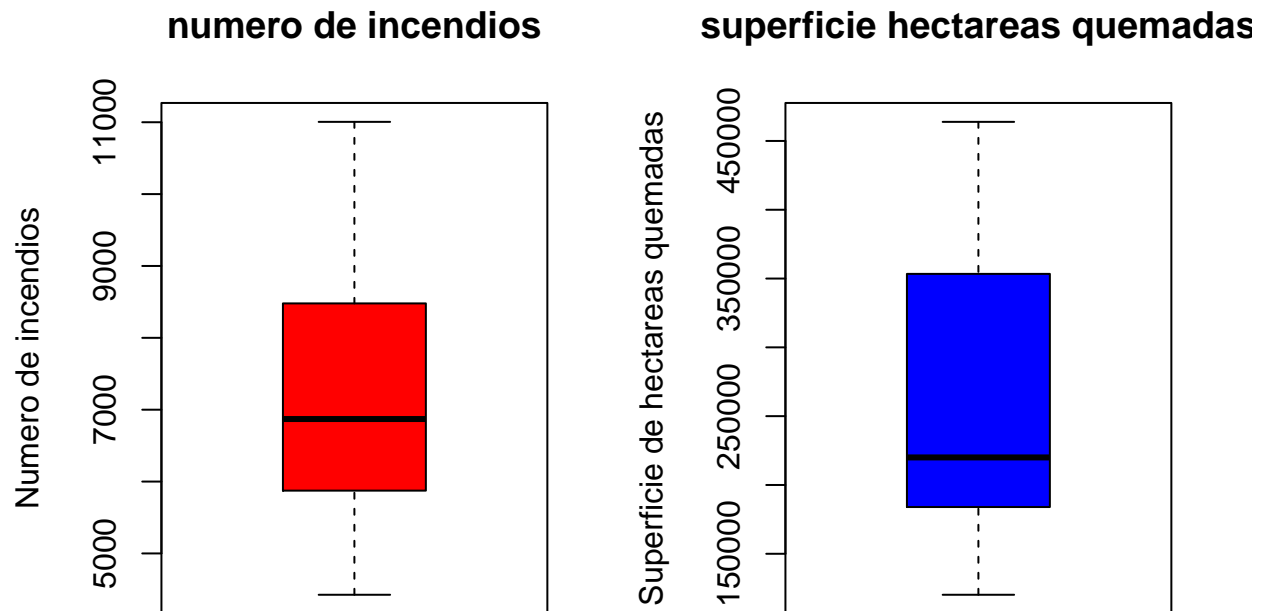 numero de incendios
Numero de incendios
11000
9000
7000
5000
superficie hectareas quemadas
Superficie de hectareas quemadas
450000
350000
250000
150000